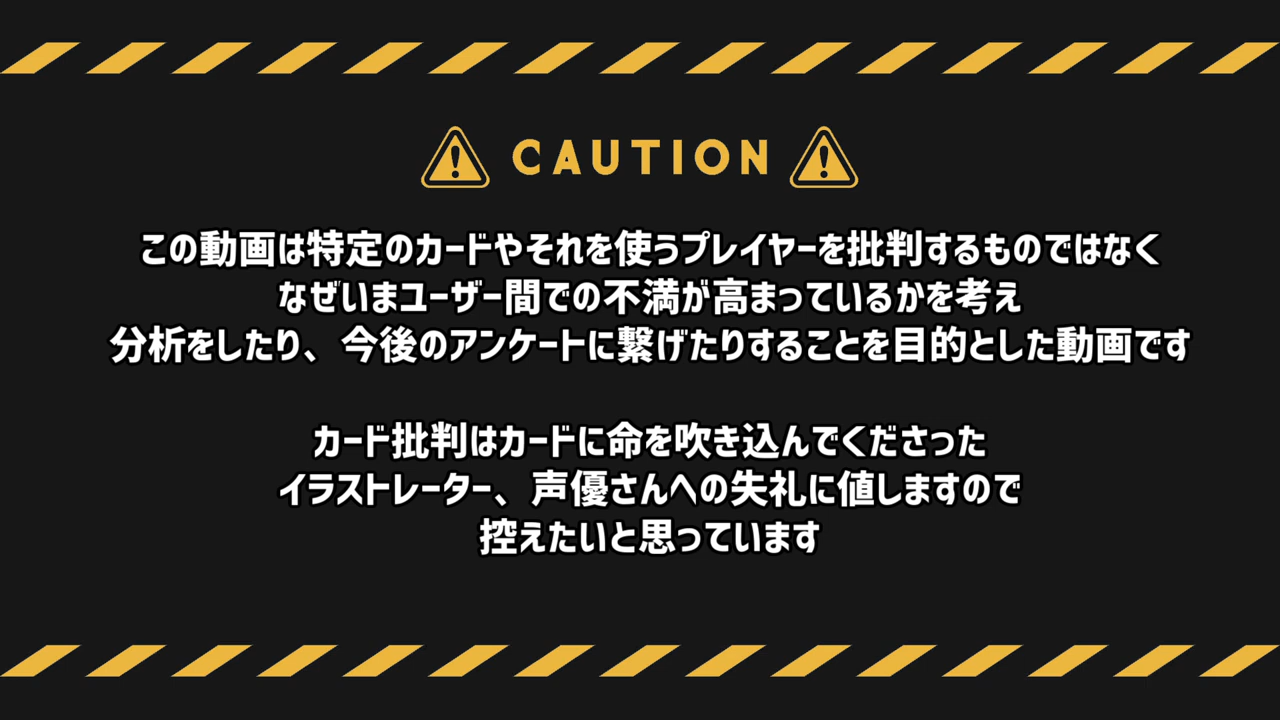 CAUTION
この動画は特定のカードやそれを使うプレイヤーを批判するものではなく
なぜいまユーザー間での不満が高まっているかを考え
分析をしたり、今後のアンケートに繋げたりすることを目的とした動画です
カード批判はカードに命を吹き込んでくださった
イラストレーター、声優さんへの失礼に値しますので
控えたいと思っています